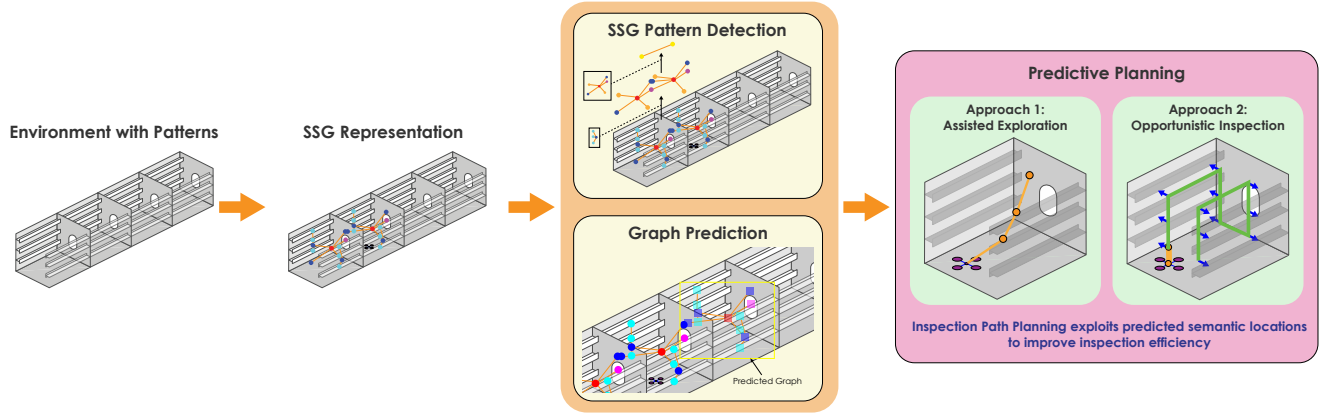 Environment with Patterns
SSG Representation
SSG Pattern Detection
Graph Prediction
Predicted Graph
Predictive Planning
Approach 1:
Assisted Exploration
Approach 2:
Opportunistic Inspection
Inspection Path Planning exploits predicted semantic locations
to improve inspection efficiency